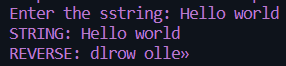 Enter the sstring: Hello world
STRING: Hello world
REVERSE: dlrow olle»